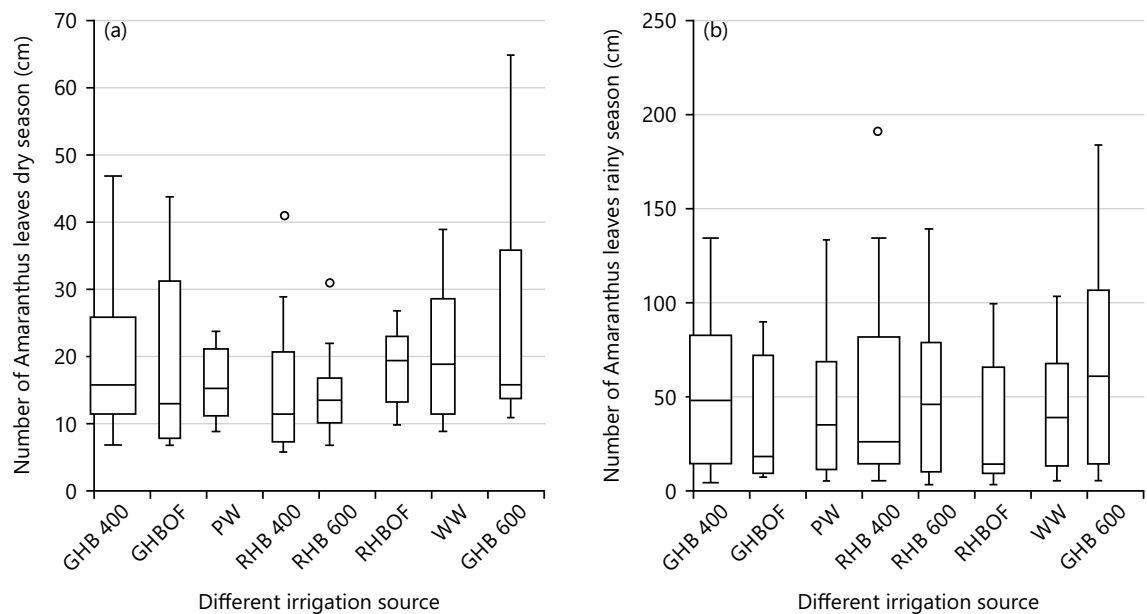 (a)
Number of Amaranthus leaves dry season (cm)
70
60
50
40
30
20
10
0
GHB 400
GHBOF
PW
RHB 400
RHB 600
RHBOF
WW
GHB 600
Different irrigation source
(b)
Number of Amaranthus leaves rainy season (cm)
250
200
150
100
50
0
GHB 400
GHBOF
PW
RHB 400
RHB 600
RHBOF
WW
GHB 600
Different irrigation source